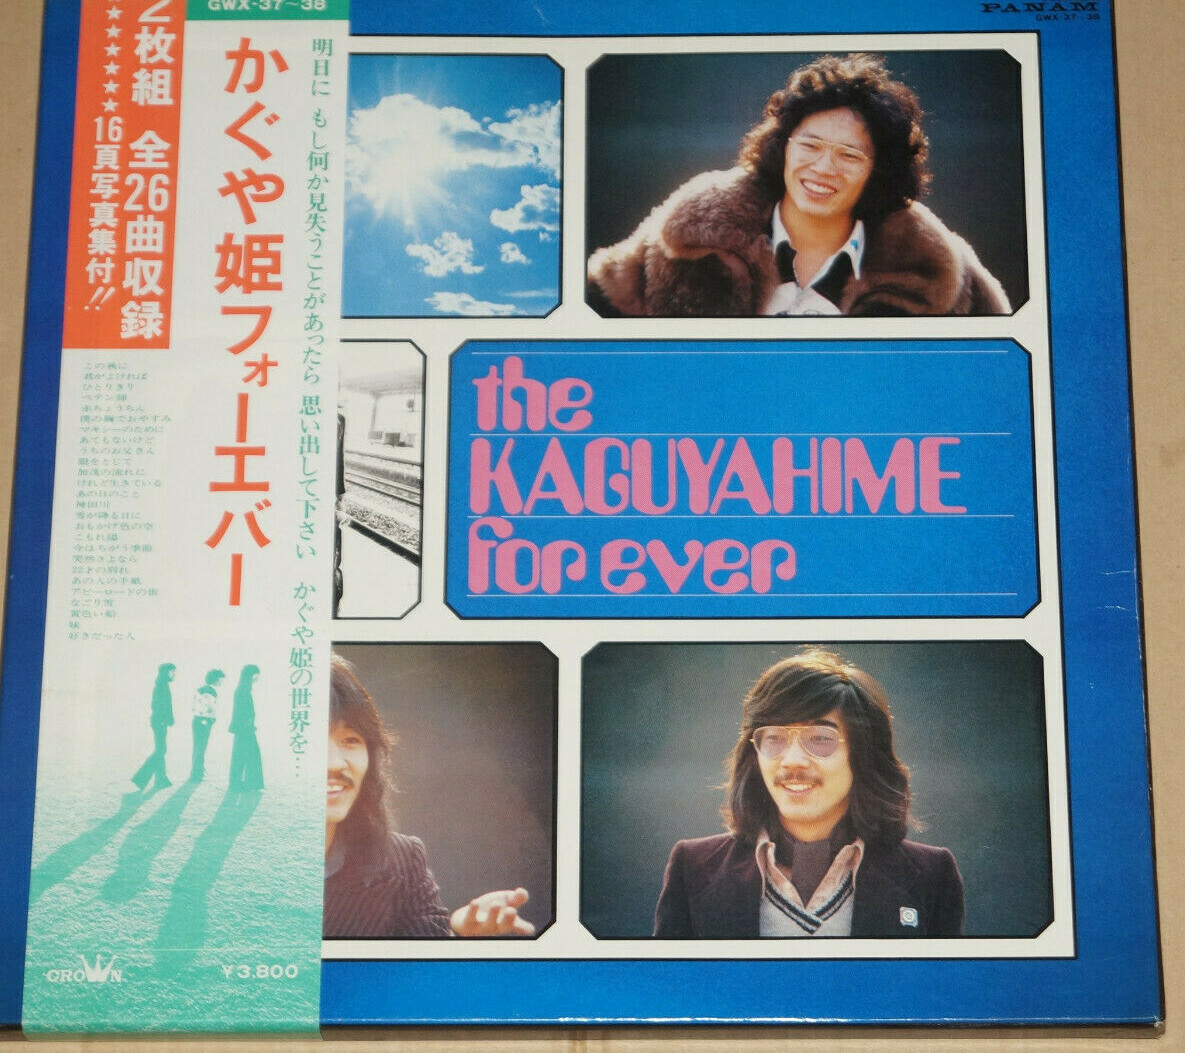 GWX-37~38
2枚組 全26曲収録
★★★★★★16頁写真集付!!
かぐや姫フォーエバー
明日に もし何か見失うことがあったら 思い出して下さい かぐや姫の世界を…
この秋に
君がよければ
ひとりきり
ペテン師
赤ちょうちん
僕の胸でおやすみ
マキシーのために
あてもないけど
うちのお父さん
眼をとじて
加茂の流れに
けれど生きている
あの日のこと
神田川
雪が降る日に
おもかげ色の空
こもれ陽
今はちがう季節
突然さよなら
22才の別れ
あの人の手紙
アビーロードの街
なごり雪
黄色い船
妹
好きだった人
CROWN
¥3,800
PANAM
GWX-37~38
the
KAGUYAHIME
for ever